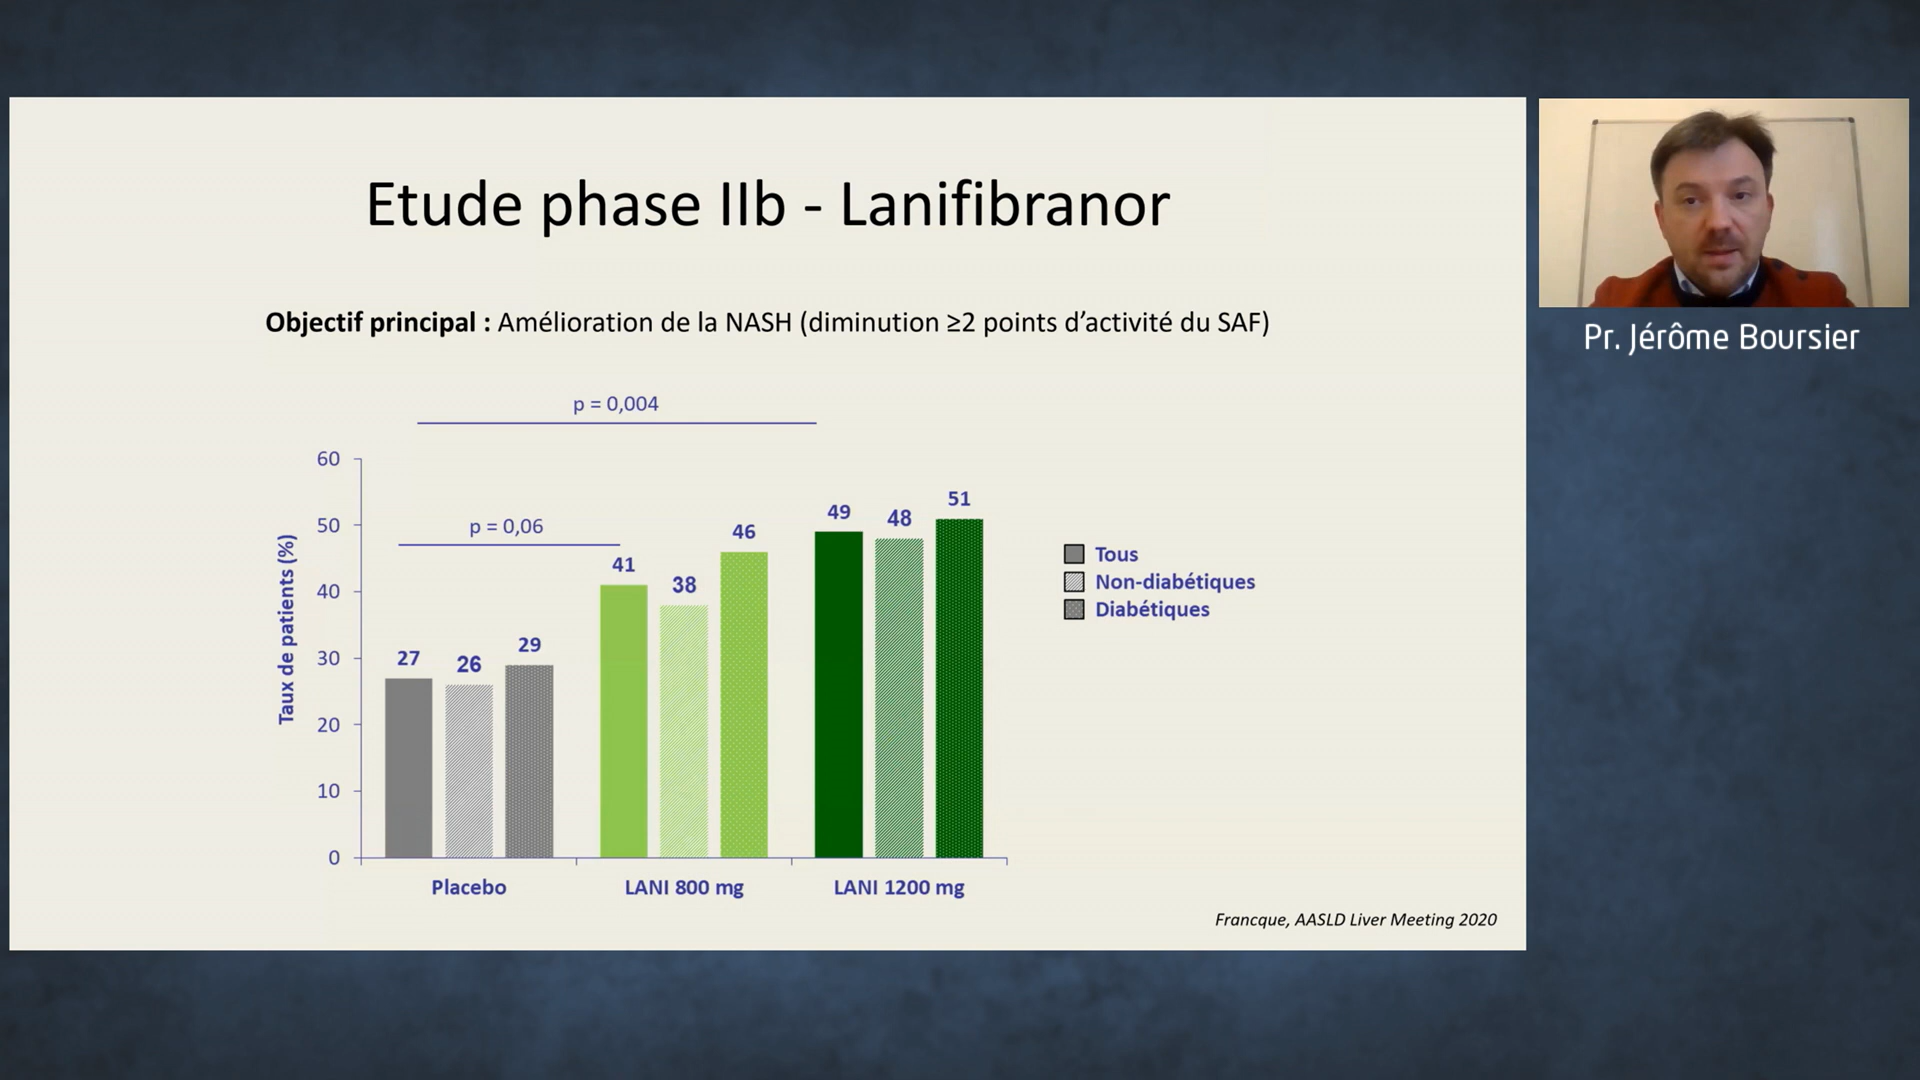 Etude phase IIb - Lanifibranor
Objectif principal : Amélioration de la NASH (diminution ≥2 points d’activité du SAF)
p = 0,004
p = 0,06
Taux de patients (%)
60
50
40
30
20
10
0
27
26
29
41
38
46
49
48
51
Placebo
LANI 800 mg
LANI 1200 mg
Tous
Non-diabétiques
Diabétiques
Francque, AASLD Liver Meeting 2020
Pr. Jérôme Boursier